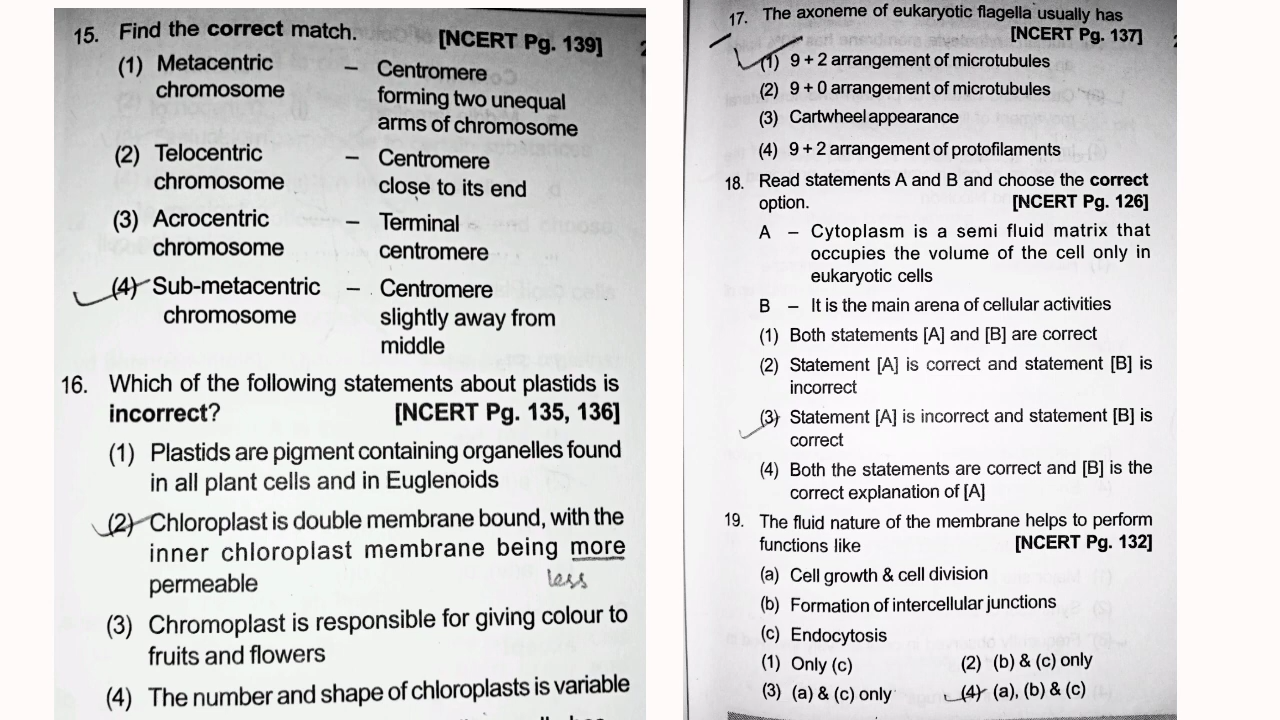 15. Find the correct match. [NCERT Pg. 139]
(1) Metacentric – Centromere
chromosome forming two unequal
arms of chromosome
(2) Telocentric – Centromere
chromosome close to its end
(3) Acrocentric – Terminal
chromosome centromere
(4) Sub-metacentric – Centromere
chromosome slightly away from
middle
16. Which of the following statements about plastids is
incorrect? [NCERT Pg. 135, 136]
(1) Plastids are pigment containing organelles found
in all plant cells and in Euglenoids
(2) Chloroplast is double membrane bound, with the
inner chloroplast membrane being more
permeable less
(3) Chromoplast is responsible for giving colour to
fruits and flowers
(4) The number and shape of chloroplasts is variable
17. The axoneme of eukaryotic flagella usually has
[NCERT Pg. 137]
(1) 9 + 2 arrangement of microtubules
(2) 9 + 0 arrangement of microtubules
(3) Cartwheel appearance
(4) 9 + 2 arrangement of protofilaments
18. Read statements A and B and choose the correct
option. [NCERT Pg. 126]
A – Cytoplasm is a semi fluid matrix that
occupies the volume of the cell only in
eukaryotic cells
B – It is the main arena of cellular activities
(1) Both statements [A] and [B] are correct
(2) Statement [A] is correct and statement [B] is
incorrect
(3) Statement [A] is incorrect and statement [B] is
correct
(4) Both the statements are correct and [B] is the
correct explanation of [A]
19. The fluid nature of the membrane helps to perform
functions like [NCERT Pg. 132]
(a) Cell growth & cell division
(b) Formation of intercellular junctions
(c) Endocytosis
(1) Only (c) (2) (b) & (c) only
(3) (a) & (c) only (4) (a), (b) & (c)